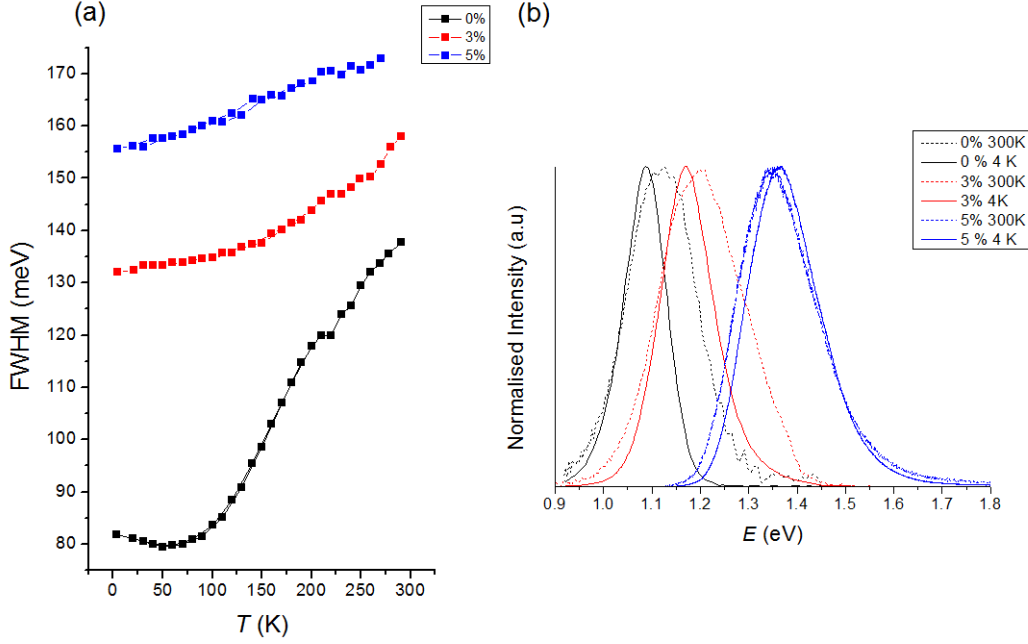 (a)
0%
3%
5%
170
160
150
140
130
120
110
100
90
80
FWHM (meV)
0 50 100 150 200 250 300
T (K)
(b)
0% 300K
0 % 4 K
3% 300K
3% 4K
5% 300K
5 % 4 K
Normalised Intensity (a.u)
0.9 1.0 1.1 1.2 1.3 1.4 1.5 1.6 1.7 1.8
E (eV)